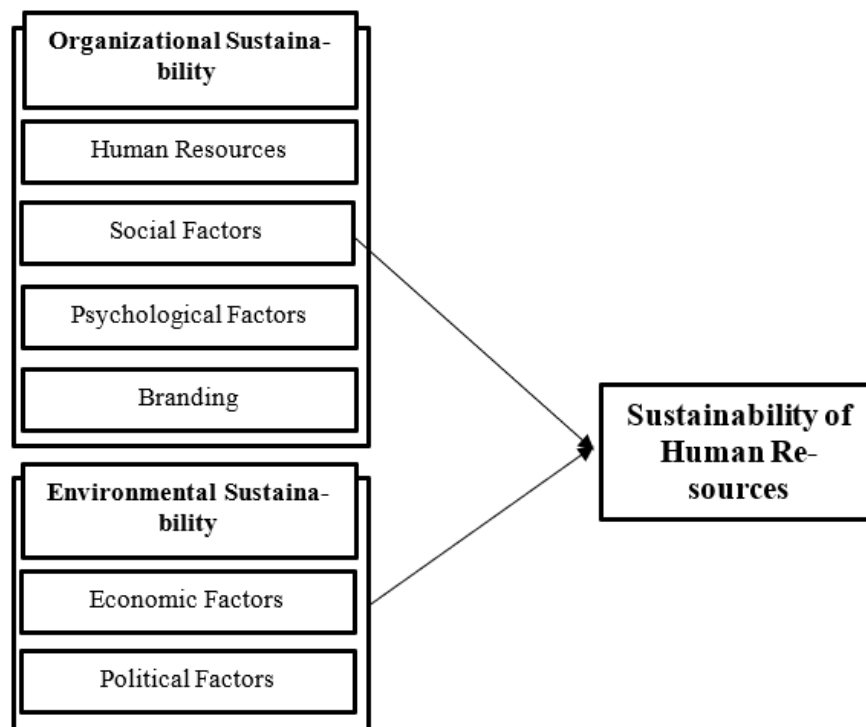 Organizational Sustaina-
bility
Human Resources
Social Factors
Psychological Factors
Branding
Environmental Sustaina-
bility
Economic Factors
Political Factors
Sustainability of
Human Re-
sources